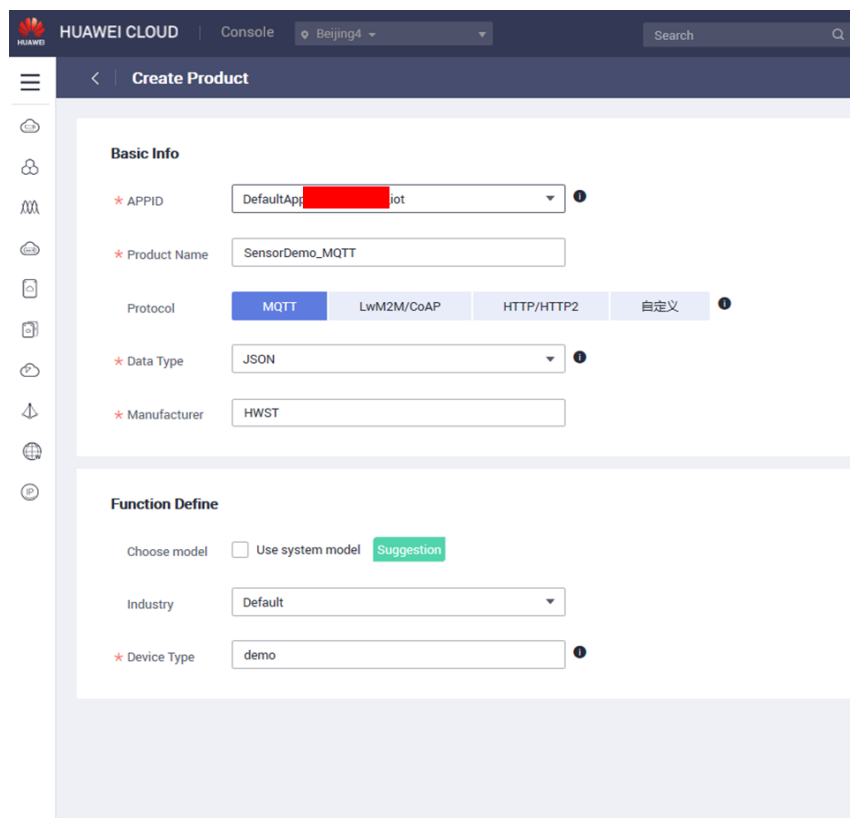 HUAWEI
HUAWEI CLOUD Console Beijing4 Search
Create Product
Basic Info
* APPID DefaultApp iot
* Product Name SensorDemo_MQTT
Protocol MQTT LwM2M/CoAP HTTP/HTTP2 自定义
* Data Type JSON
* Manufacturer HWST
Function Define
Choose model Use system model Suggestion
Industry Default
* Device Type demo
IP